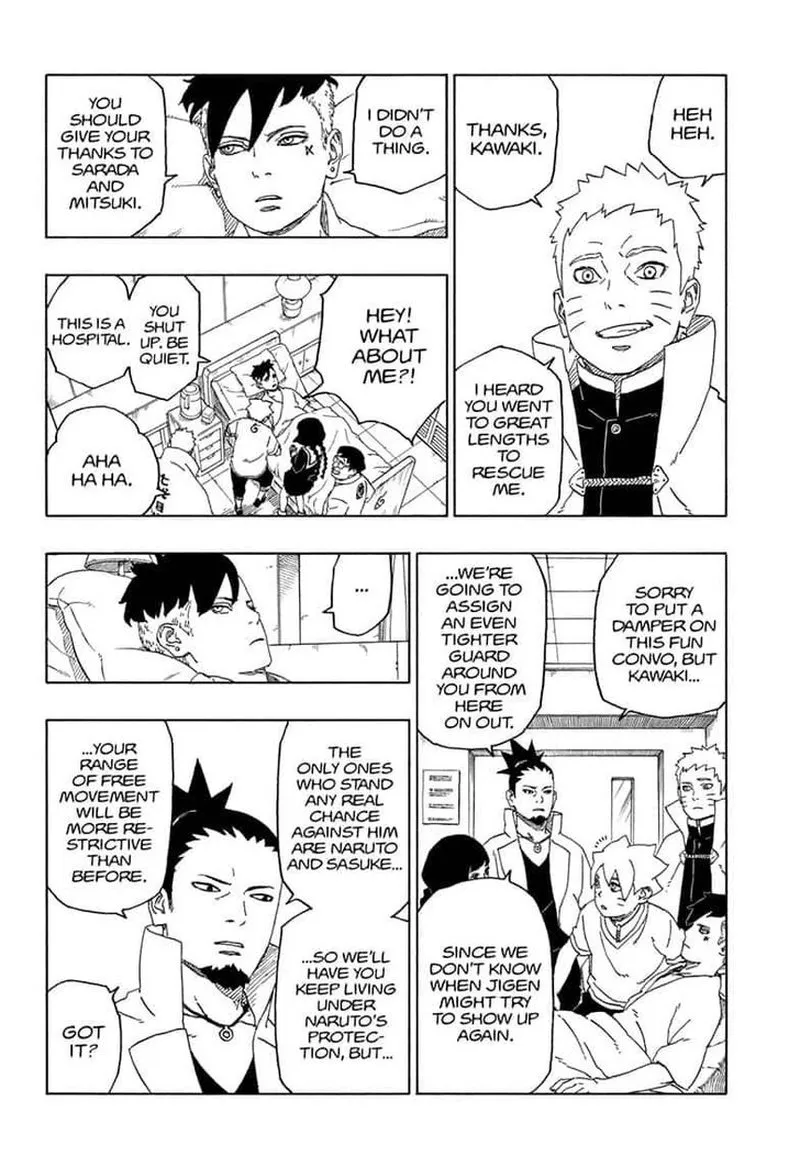 HEH
HEH.
THANKS,
KAWAKI.
I HEARD
YOU WENT
TO GREAT
LENGTHS
TO
RESCUE
ME.
I DIDN'T
DO A
THING.
YOU
SHOULD
GIVE YOUR
THANKS TO
SARADA
AND
MITSUKI.
HEY!
WHAT
ABOUT
ME?!
YOU
SHUT
UP. BE
QUIET.
THIS IS A
HOSPITAL.
AHA
HA HA.
SORRY
TO PUT A
DAMPER ON
THIS FUN
CONVO, BUT
KAWAKI...
...WE'RE
GOING TO
ASSIGN
AN EVEN
TIGHTER
GUARD
AROUND
YOU FROM
HERE
ON OUT.
SINCE WE
DON'T KNOW
WHEN JIGEN
MIGHT TRY
TO SHOW UP
AGAIN.
...
THE
ONLY ONES
WHO STAND
ANY REAL
CHANCE
AGAINST HIM
ARE NARUTO
AND SASUKE...
...SO WE'LL
HAVE YOU
KEEP LIVING
UNDER
NARUTO'S
PROTEC-
TION, BUT...
...YOUR
RANGE
OF FREE
MOVEMENT
WILL BE
MORE RE-
STRICTIVE
THAN
BEFORE.
GOT
IT?